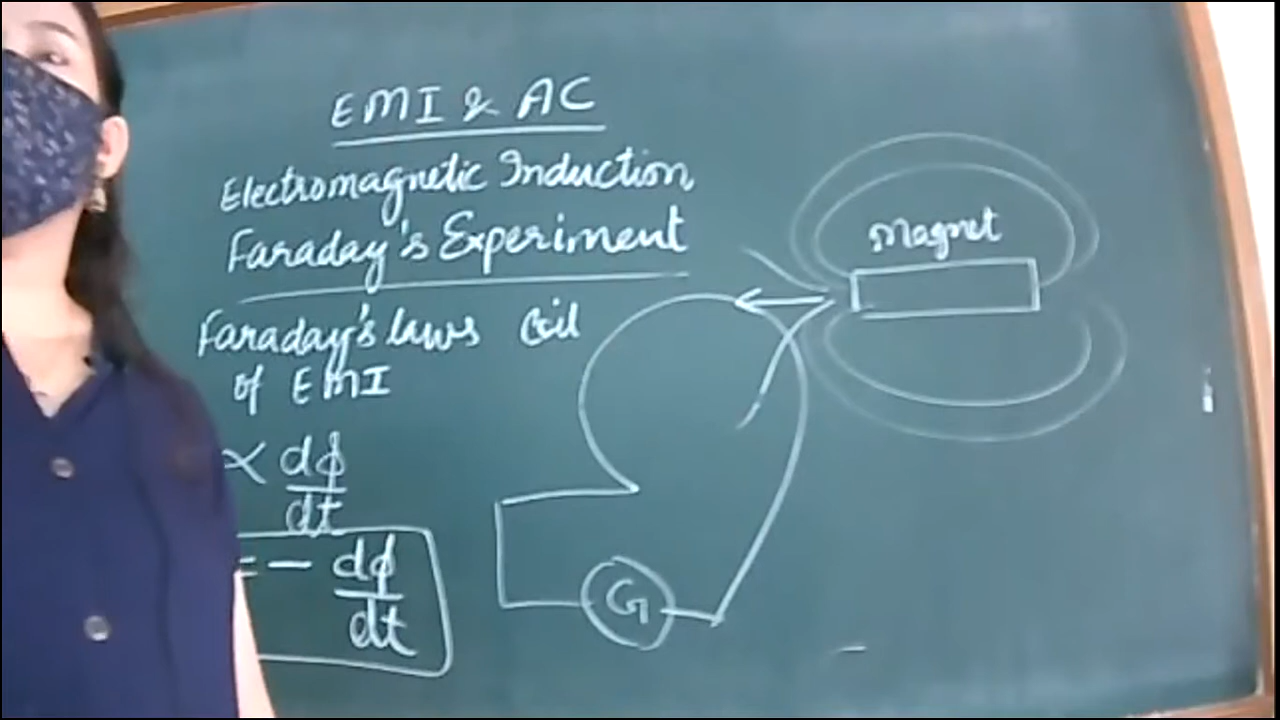 EMI & AC
Electromagnetic Induction
Faraday's Experiment
Faraday's laws
of EMI
Coil
∝ dϕ/dt
= - dϕ/dt
Magnet
G